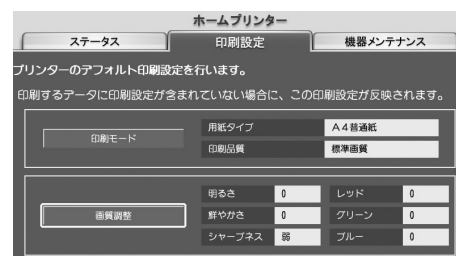 ホームプリンター
ステータス 印刷設定 機器メンテナンス
プリンターのデフォルト印刷設定を行います。
印刷するデータに印刷設定が含まれていない場合に、この印刷設定が反映されます。
印刷モード
用紙タイプ A4普通紙
印刷品質 標準画質
画質調整
明るさ 0 レッド 0
鮮やかさ 0 グリーン 0
シャープネス 弱 ブルー 0